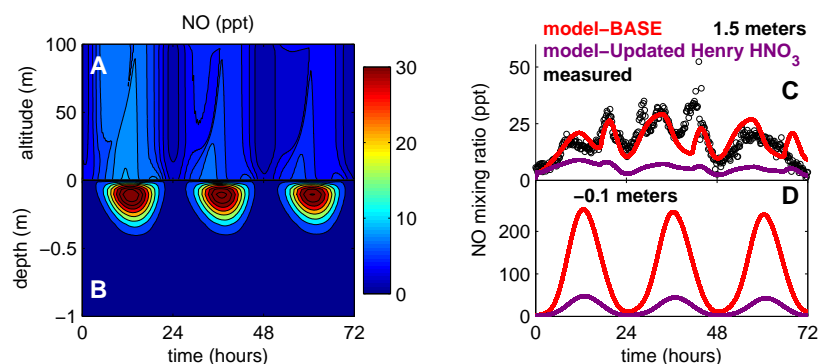 NO (ppt)
100
50
0
altitude (m)
A
−0.5
−1
depth (m)
B
0
24
48
72
time (hours)
30
20
10
0
model−BASE
1.5 meters
model−Updated Henry HNO3
measured
C
50
25
0
NO mixing ratio (ppt)
−0.1 meters
D
200
100
0
0
24
48
72
time (hours)